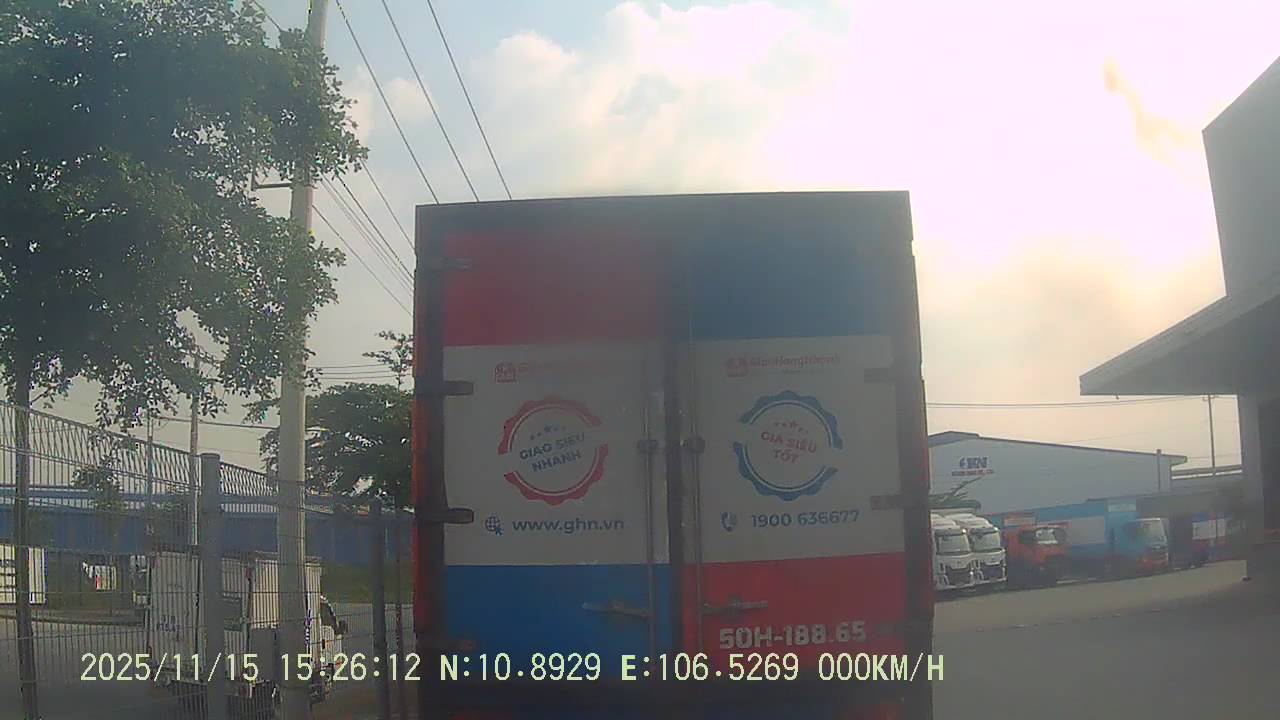 GiaoHangNhanh
GIAO SIÊU
NHANH
www.ghn.vn
GIÁ SIÊU
TỐT
1900 636677
50H-188.65
2025/11/15 15:26:12 N:10.8929 E:106.5269 000KM/H